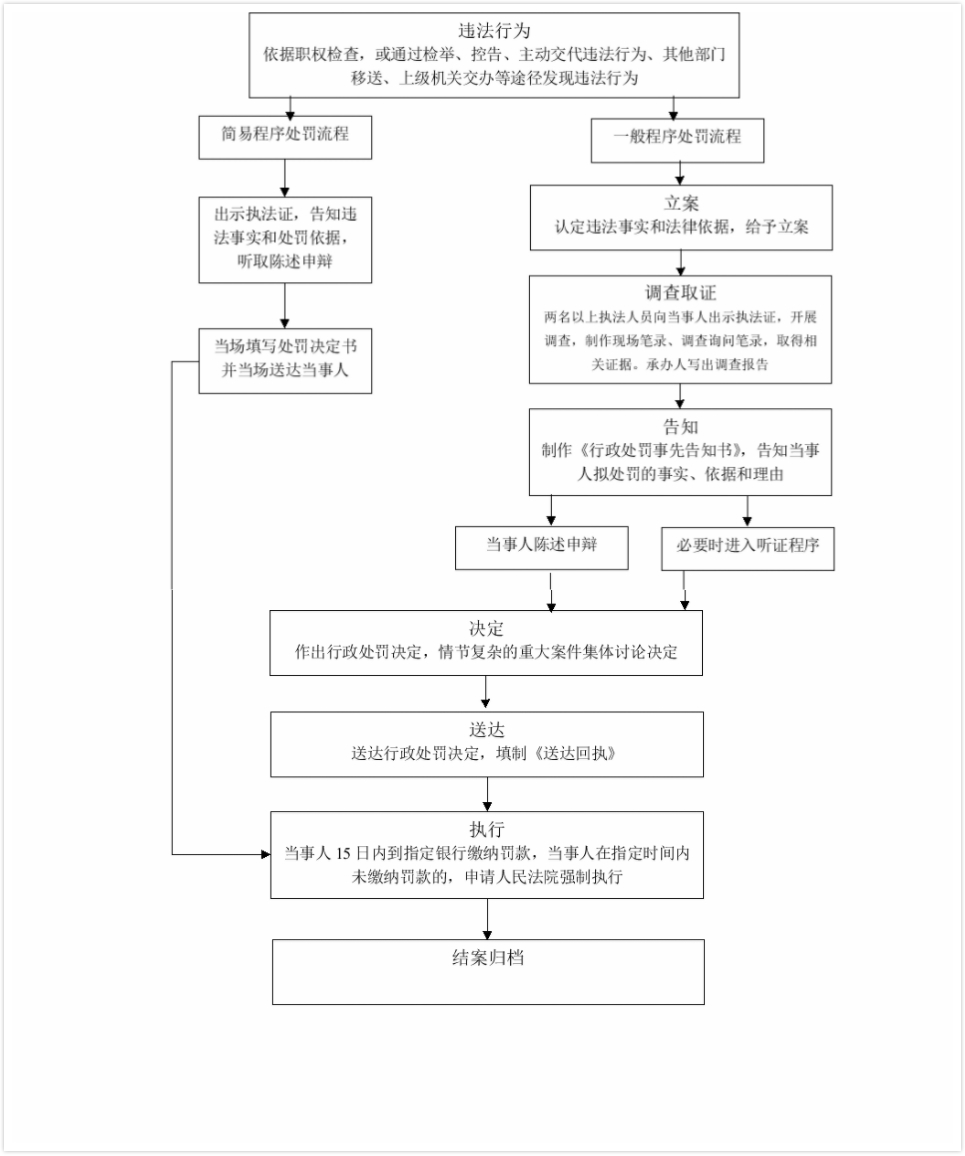 违法行为
依据职权检查，或通过检举、控告、主动交代违法行为、其他部门
移送、上级机关交办等途径发现违法行为
简易程序处罚流程
一般程序处罚流程
出示执法证，告知违
法事实和处罚依据，
听取陈述申辩
立案
认定违法事实和法律依据，给予立案
调查取证
两名以上执法人员向当事人出示执法证，开展
调查，制作现场笔录、调查询问笔录，取得相
关证据。承办人写出调查报告
当场填写处罚决定书
并当场送达当事人
告知
制作《行政处罚事先告知书》，告知当事
人拟处罚的事实、依据和理由
当事人陈述申辩
必要时进入听证程序
决定
作出行政处罚决定，情节复杂的重大案件集体讨论决定
送达
送达行政处罚决定，填制《送达回执》
执行
当事人 15 日内到指定银行缴纳罚款，当事人在指定时间内
未缴纳罚款的，申请人民法院强制执行
结案归档